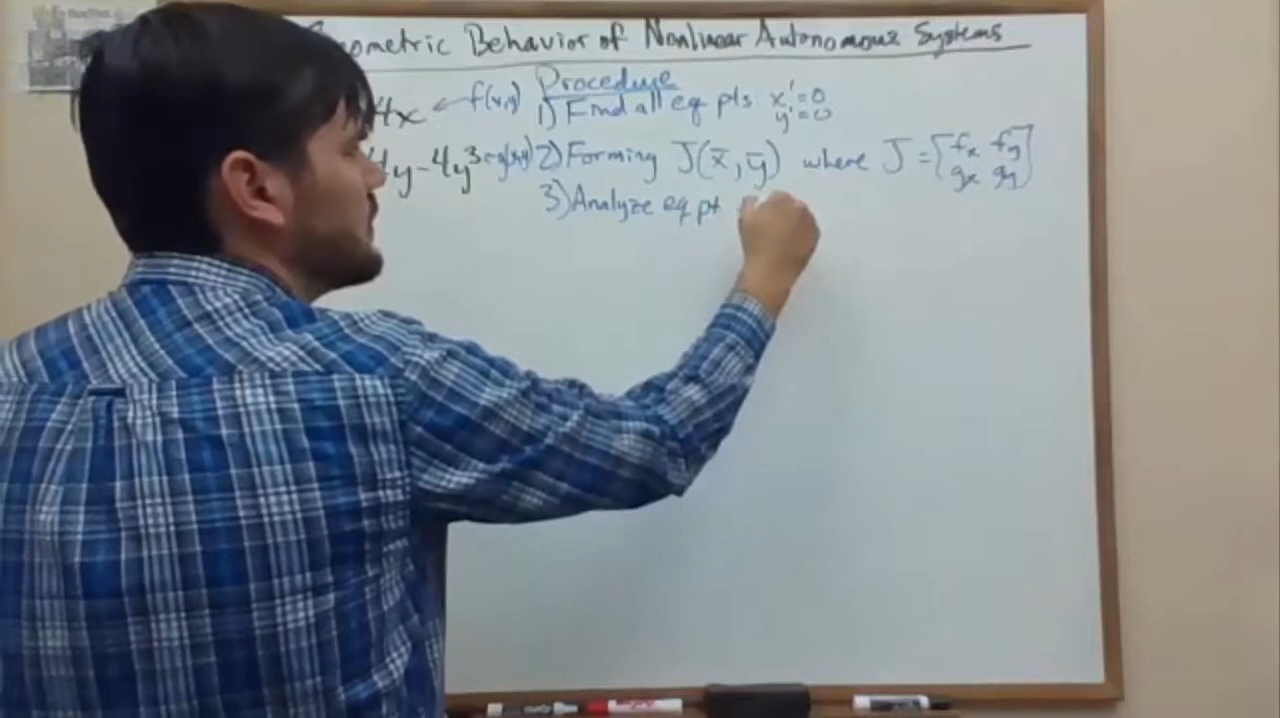 ometric Behavior of Nonlinear Autonomous Systems
4x ← f(x,y) Procedure
1) Find all eq pts x'=0
y'=0
4y-4y³ ←g(x,y) 2) Forming J(x̄,ȳ) where J = [fx fy
gx gy]
3) Analyze eq pt